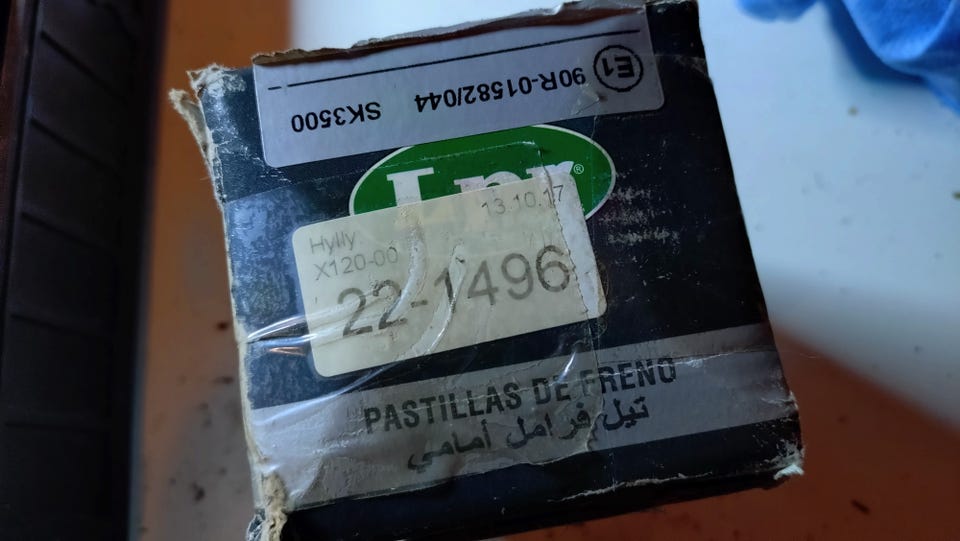 E1
90R-01582/044 SK3500
Lpr®
13.10.17
Hylly
X120-00
22-1496
PASTILLAS DE FRENO
تيل فرامل أمامي